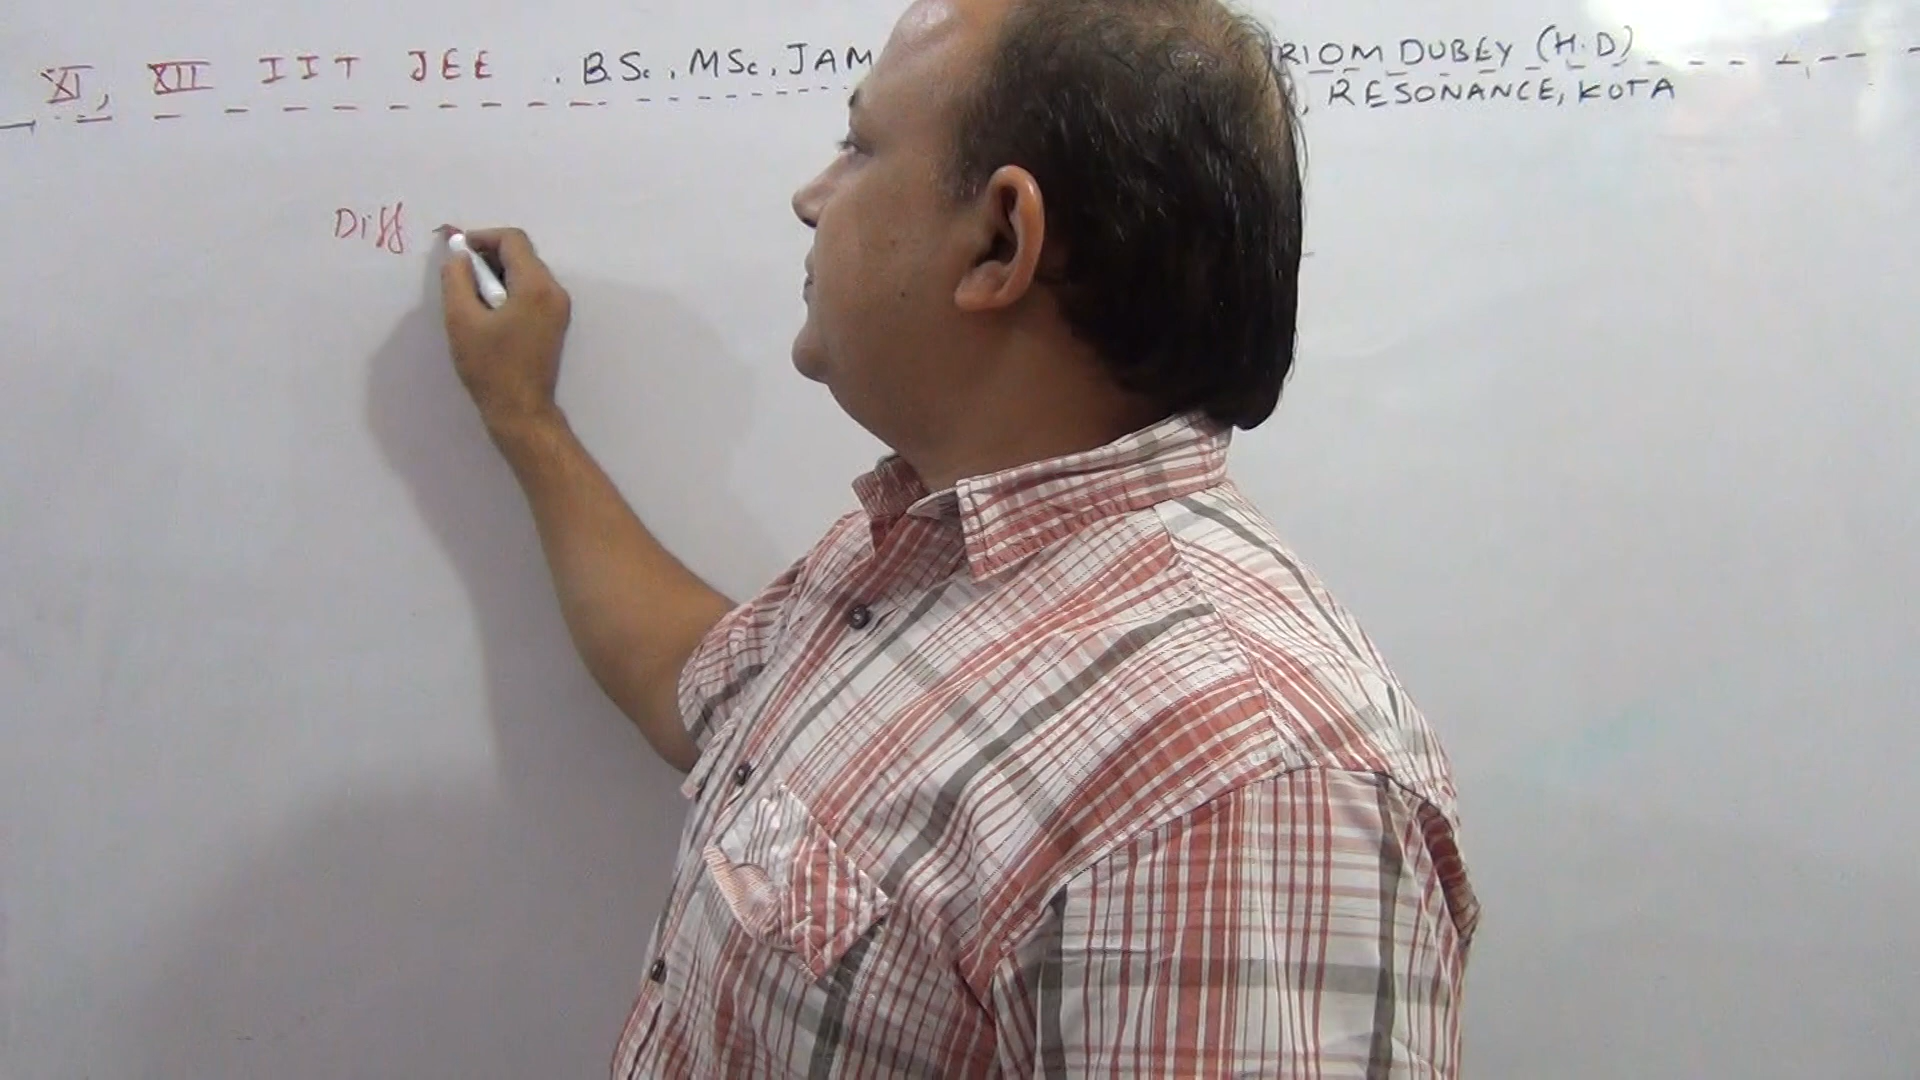 XI, XII IIT JEE . B.Sc, MSc, JAM RIOM DUBEY (H.D)
, RESONANCE, KOTA
Diff